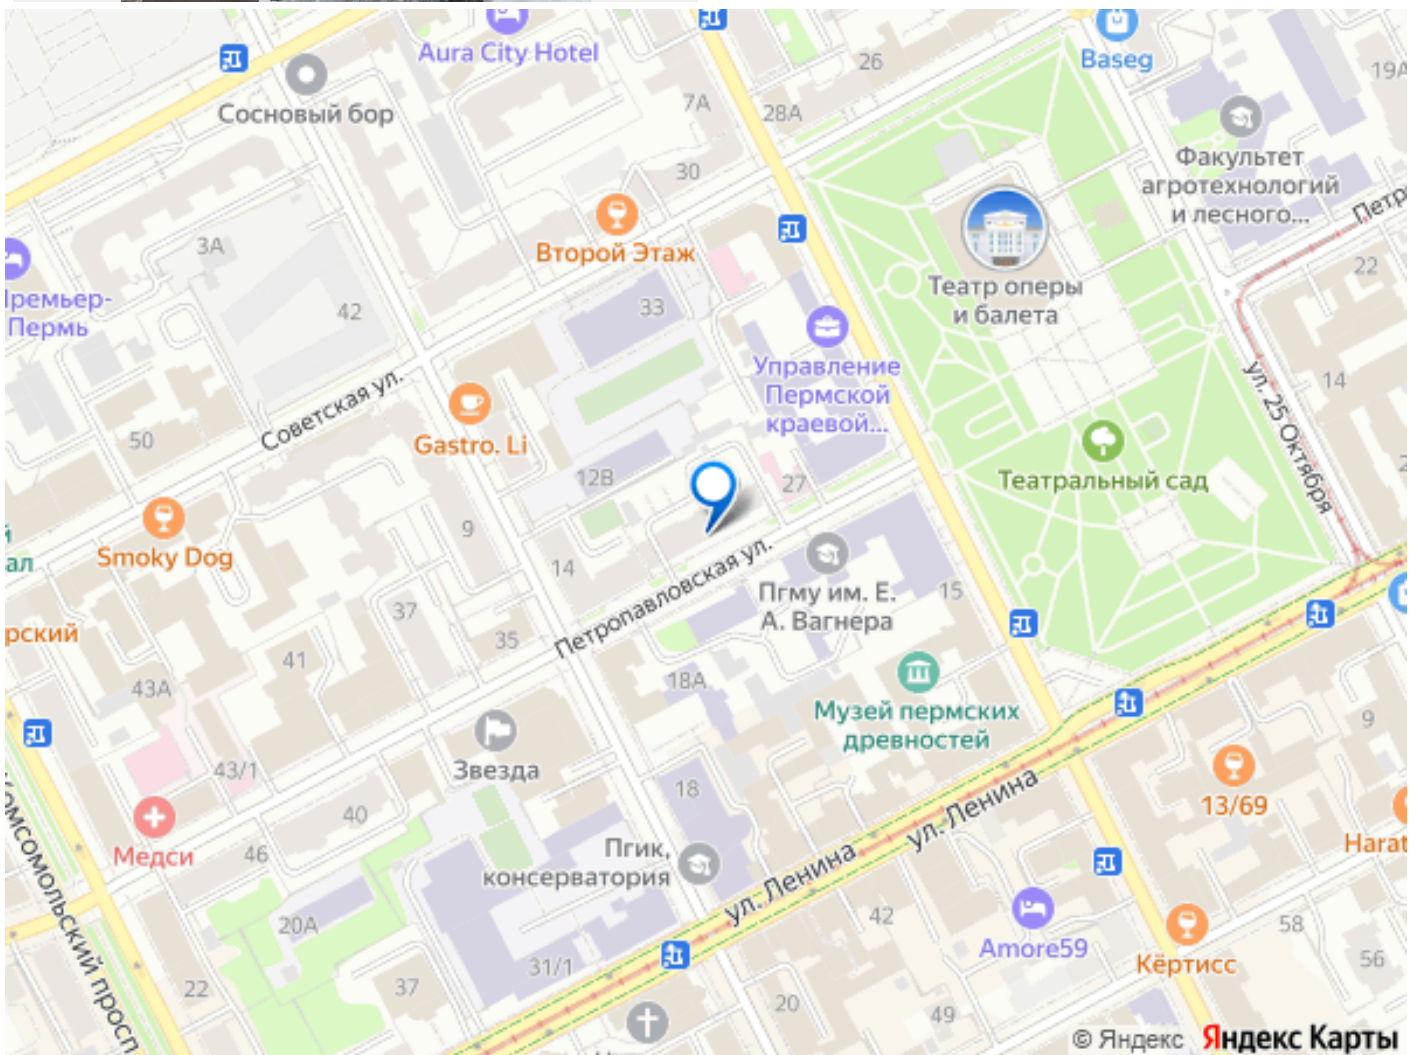 Aura City Hotel
Baseg
26
19А
Сосновый бор
7А
28А
Факультет
агротехнологий
и лесного...
30
Петр
Второй Этаж
3А
22
Театр оперы
и балета
Премьер-
Пермь
42
33
Управление
Пермской
краевой...
ул. 25 Октября
14
Советская ул.
50
Gastro. Li
12В
27
Театральный сад
Smoky Dog
9
14
Петропавловская ул.
Пгму им. Е.
А. Вагнера
15
37
35
41
43А
18А
Музей пермских
древностей
Звезда
43/1
18
9
13/69
ул. Ленина
40
Медси
46
Пгик,
консерватория
ул. Ленина
Harat
Комсомольский просп
20А
42
Amore59
58
Кёртисс
56
31/1
22
37
20
49
© Яндекс Яндекс Карты